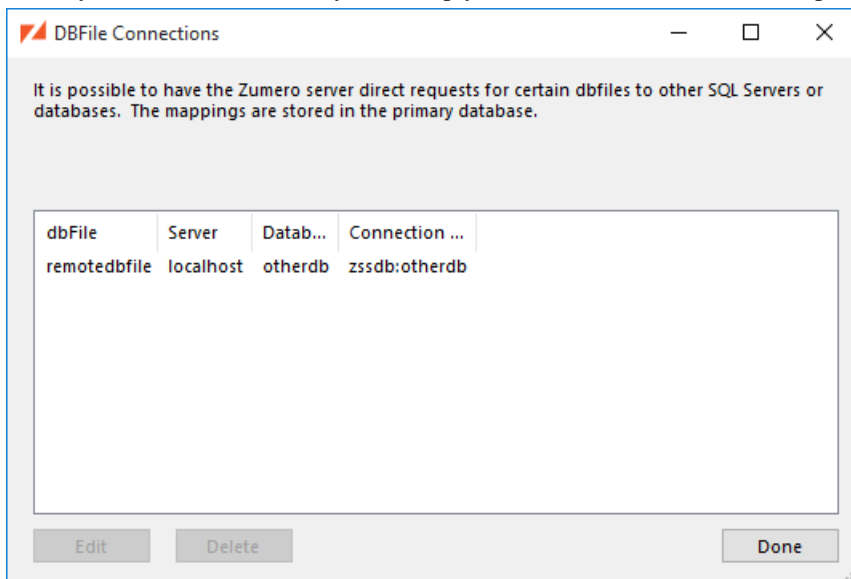 DBFile Connections
It is possible to have the Zumero server direct requests for certain dbfiles to other SQL Servers or
databases. The mappings are stored in the primary database.
dbFile Server Datab... Connection ...
remotedbfile localhost otherdb zssdb:otherdb
Edit Delete Done